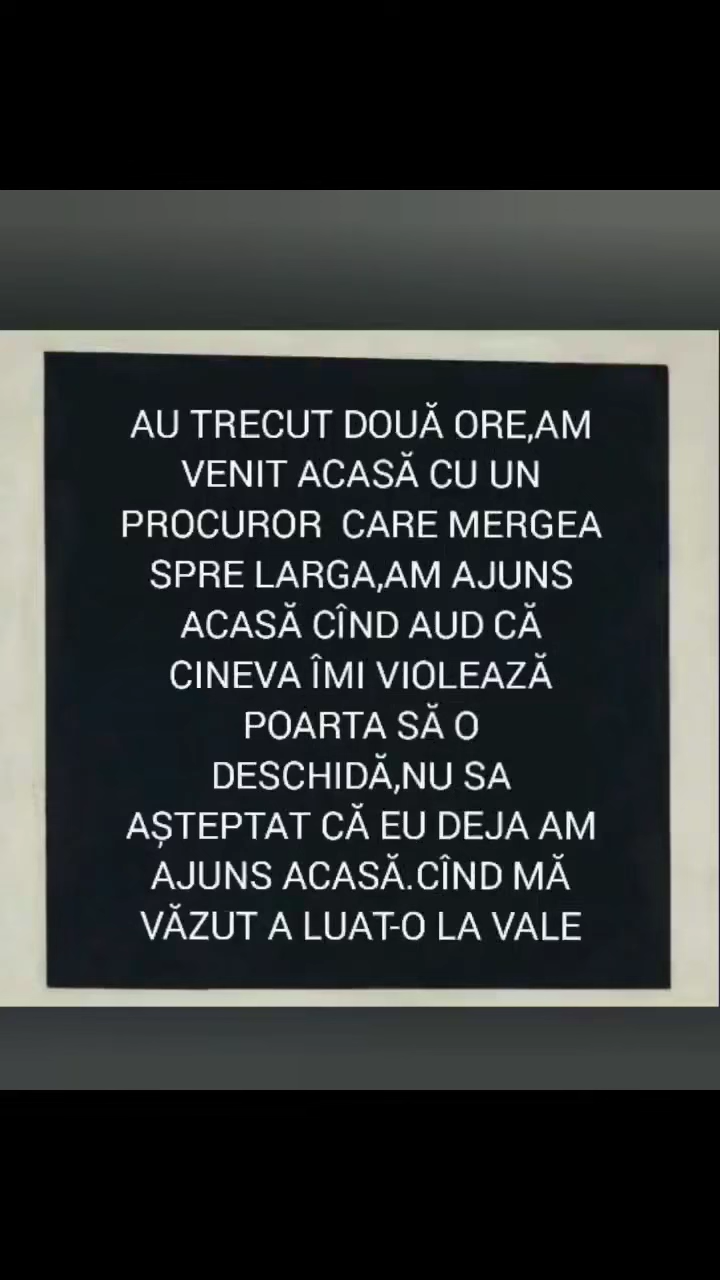 AU TRECUT DOUĂ ORE,AM
VENIT ACASĂ CU UN
PROCUROR CARE MERGEA
SPRE LARGA,AM AJUNS
ACASĂ CÎND AUD CĂ
CINEVA ÎMI VIOLEAZĂ
POARTA SĂ O
DESCHIDĂ,NU SA
AȘTEPTAT CĂ EU DEJA AM
AJUNS ACASĂ.CÎND MĂ
VĂZUT A LUAT-O LA VALE